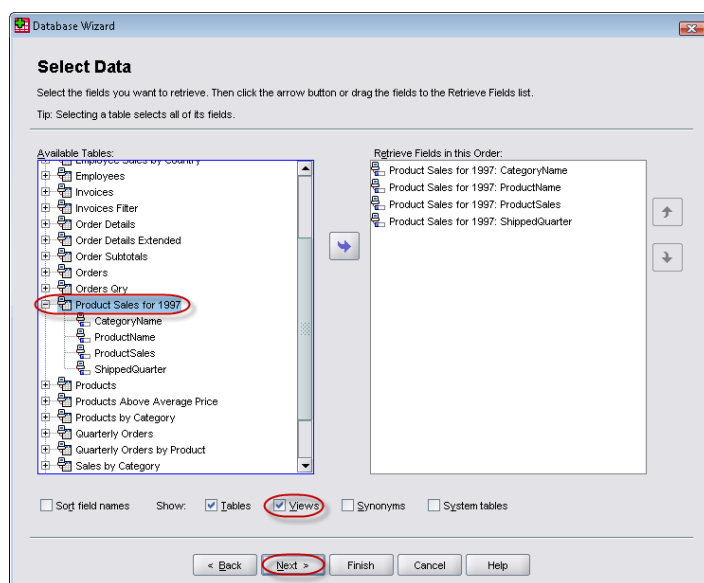 Database Wizard
Select Data
Select the fields you want to retrieve. Then click the arrow button or drag the fields to the Retrieve Fields list.
Tip: Selecting a table selects all of its fields.
Available Tables:
Employee Sales by Country
Employees
Invoices
Invoices Filter
Order Details
Order Details Extended
Order Subtotals
Orders
Orders Qry
Product Sales for 1997
CategoryName
ProductName
ProductSales
ShippedQuarter
Products
Products Above Average Price
Products by Category
Quarterly Orders
Quarterly Orders by Product
Sales by Category
Retrieve Fields in this Order:
Product Sales for 1997: CategoryName
Product Sales for 1997: ProductName
Product Sales for 1997: ProductSales
Product Sales for 1997: ShippedQuarter
Sort field names Show: Tables Views Synonyms System tables
< Back Next > Finish Cancel Help